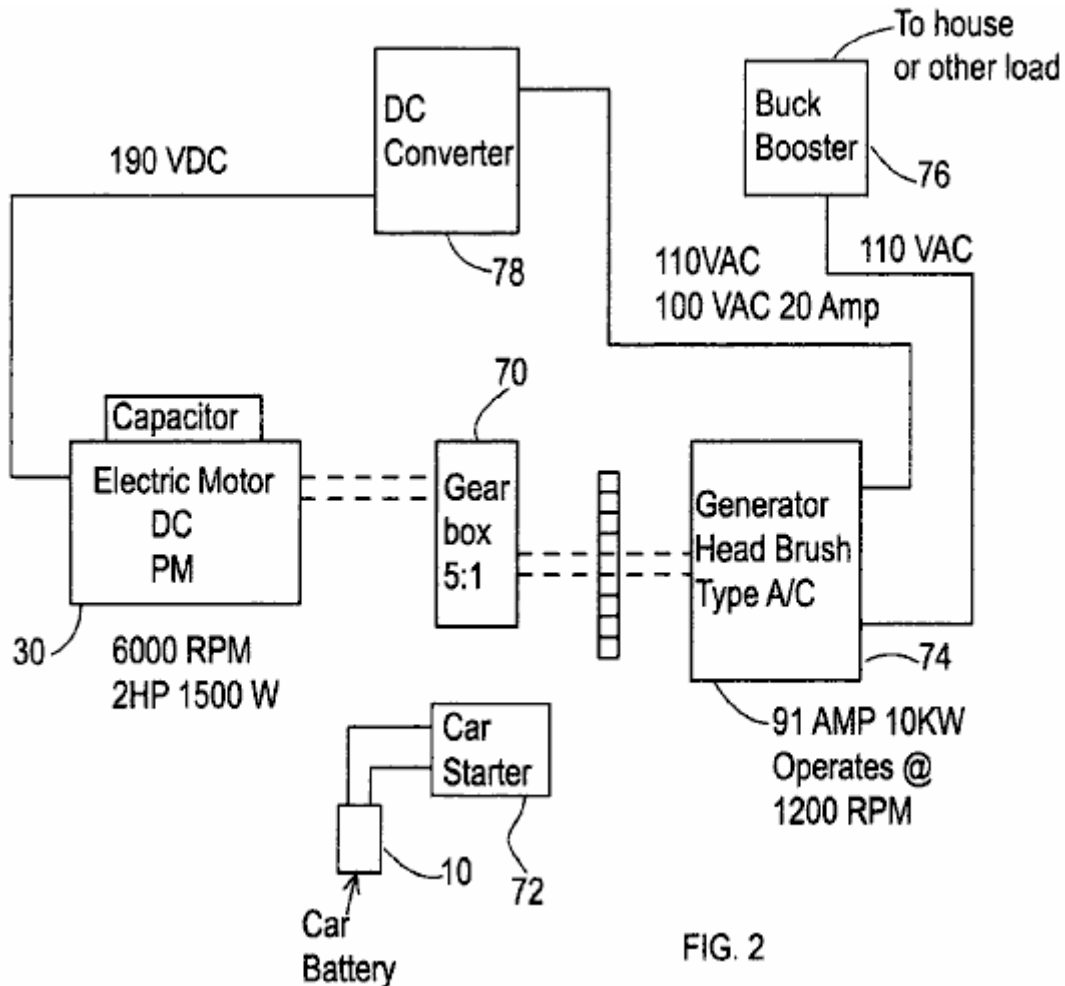 To house
or other load
DC
Converter
Buck
Booster
190 VDC
76
78
110VAC
100 VAC 20 Amp
110 VAC
70
Capacitor
Electric Motor
DC
PM
Gear
box
5:1
Generator
Head Brush
Type A/C
30
6000 RPM
2HP 1500 W
74
Car
Starter
91 AMP 10KW
Operates @
1200 RPM
10
72
Car
Battery
FIG. 2